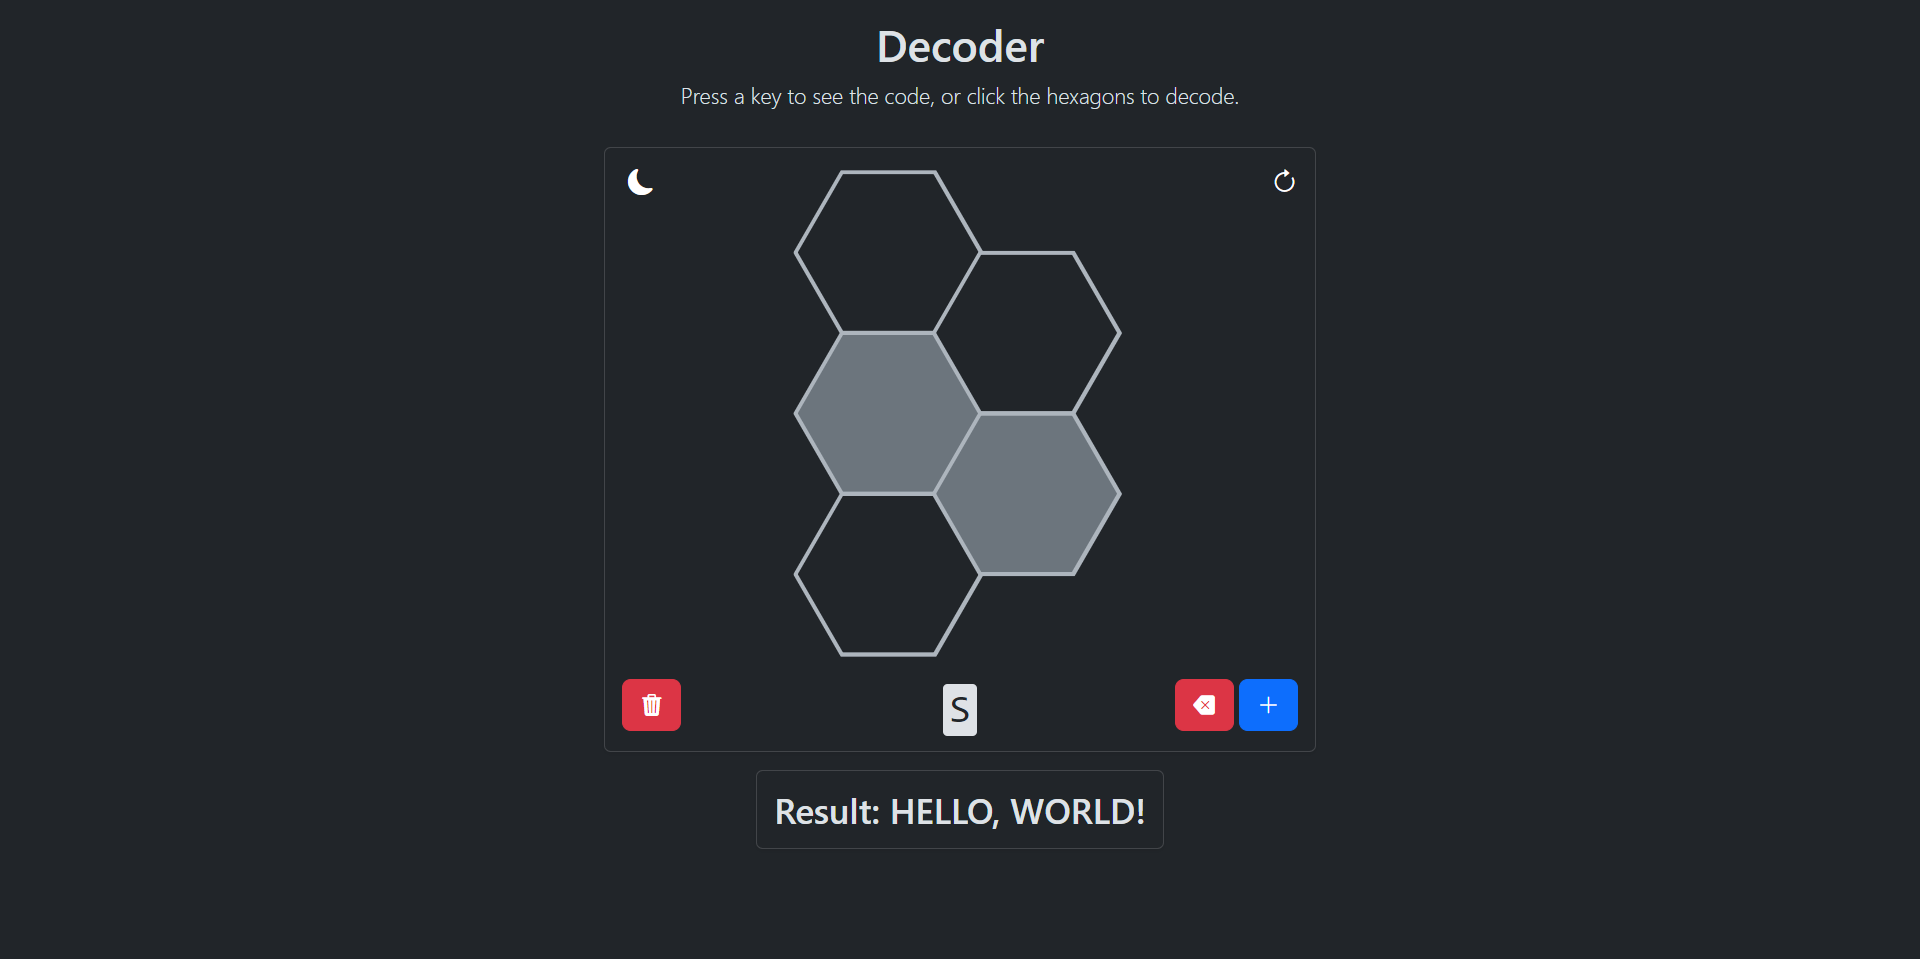 Decoder
Press a key to see the code, or click the hexagons to decode.
S
Result: HELLO, WORLD!